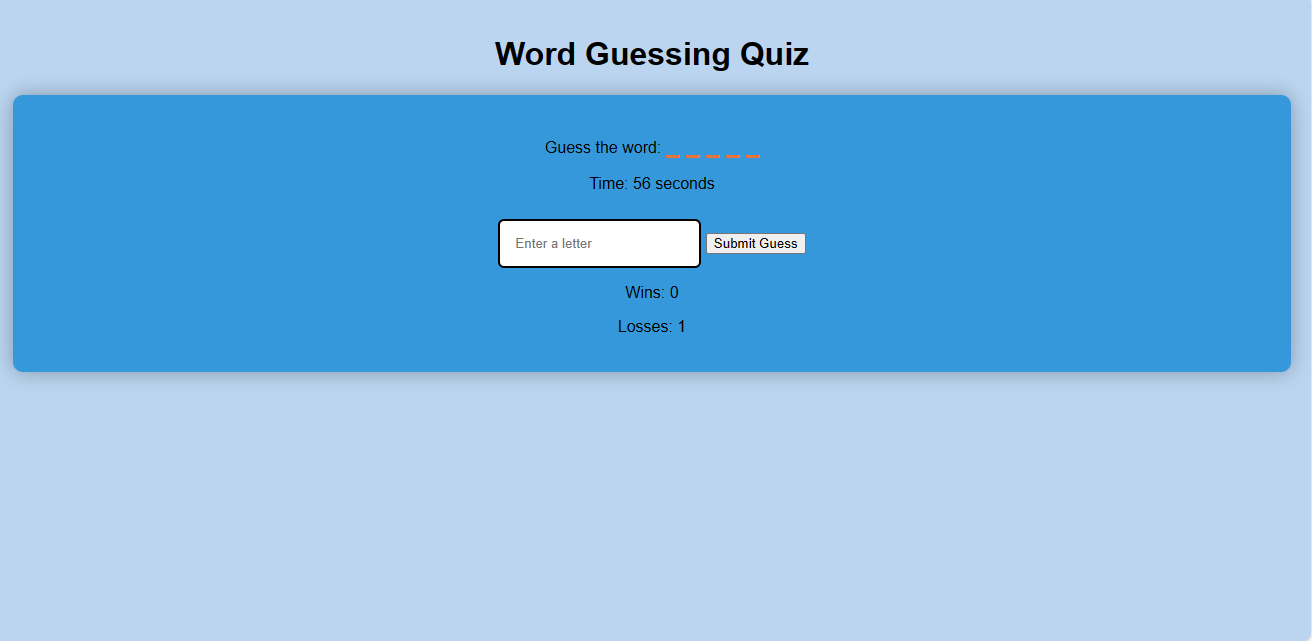 Word Guessing Quiz
Guess the word: _ _ _ _ _
Time: 56 seconds
Enter a letter Submit Guess
Wins: 0
Losses: 1